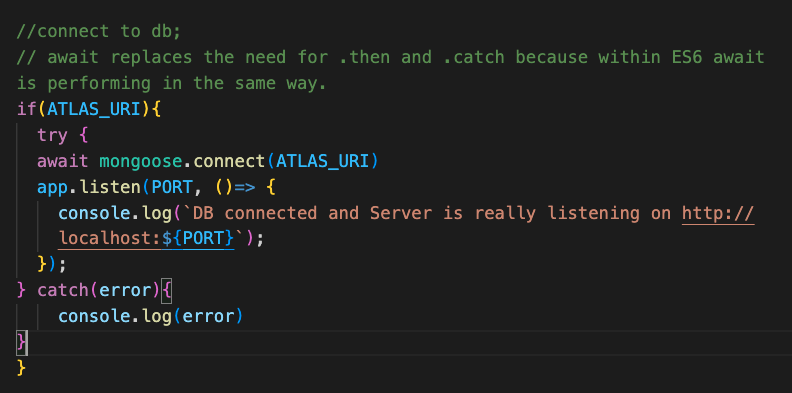 //connect to db;
// await replaces the need for .then and .catch because within ES6 await
is performing in the same way.
if(ATLAS_URI){
try {
await mongoose.connect(ATLAS_URI)
app.listen(PORT, ()=> {
console.log(`DB connected and Server is really listening on http://
localhost:${PORT}`);
});
} catch(error){
console.log(error)
}
}